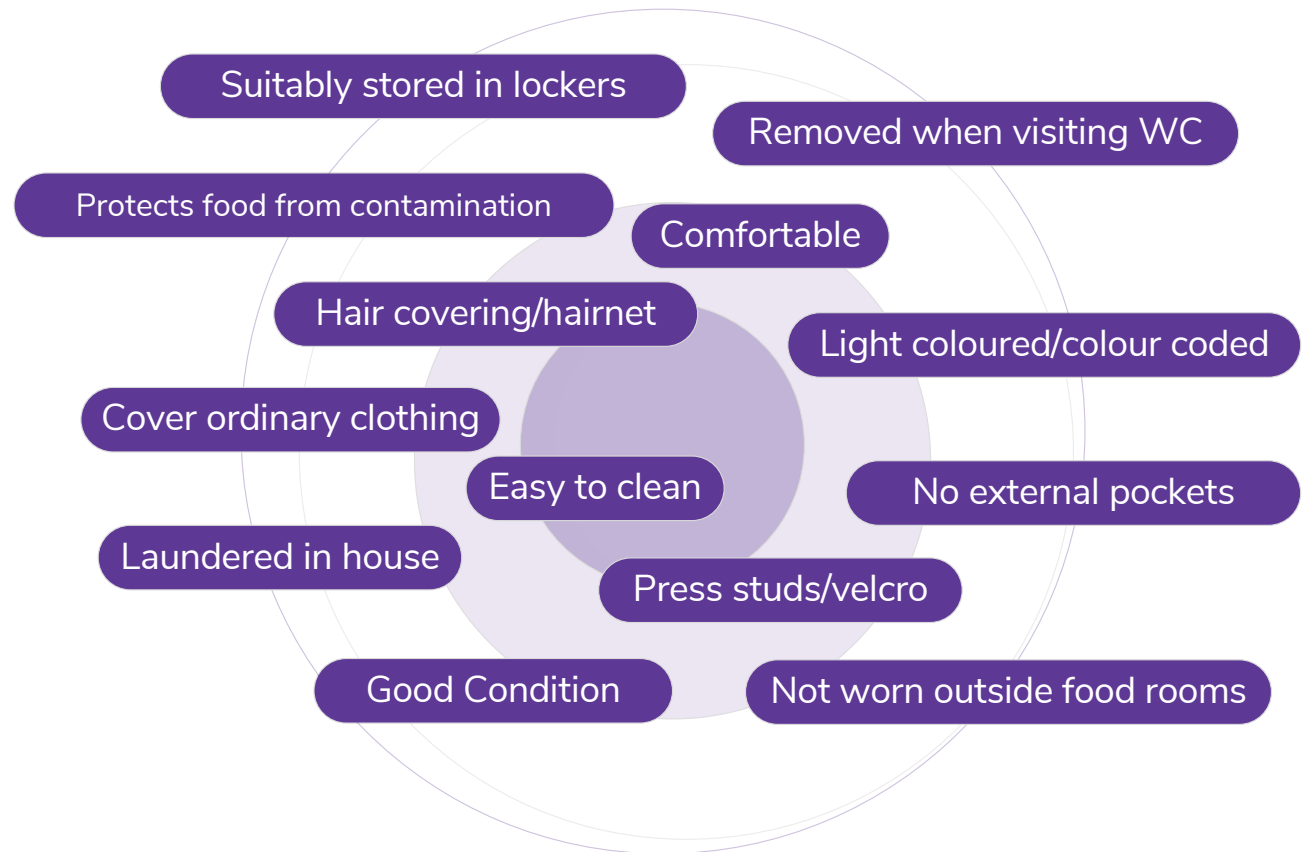 Suitably stored in lockers
Removed when visiting WC
Protects food from contamination
Comfortable
Hair covering/hairnet
Light coloured/colour coded
Cover ordinary clothing
Easy to clean
No external pockets
Laundered in house
Press studs/velcro
Good Condition
Not worn outside food rooms